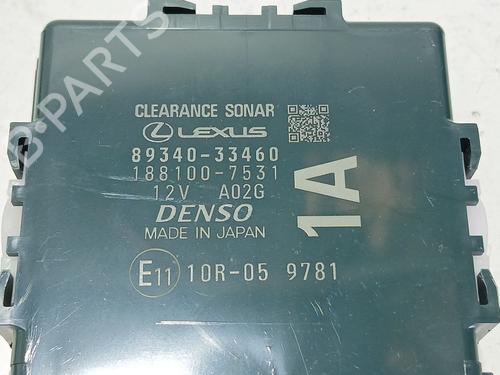 B-PARTS
CLEARANCE SONAR
LEXUS
89340-33460
188100-7531
12V A02G
DENSO
MADE IN JAPAN
1A
E11 10R-05 9781